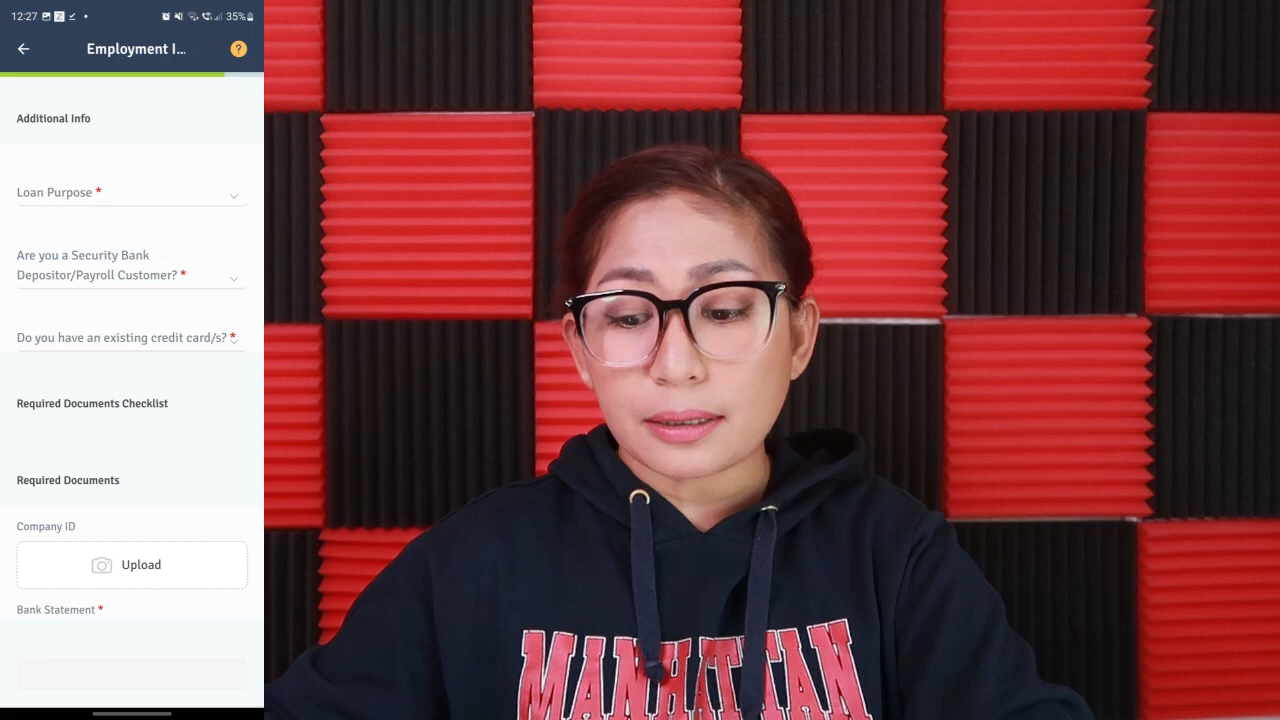 12:27
35%
Employment I...
?
Additional Info
Loan Purpose *
Are you a Security Bank
Depositor/Payroll Customer? *
Do you have an existing credit card/s? *
Required Documents Checklist
Required Documents
Company ID
Upload
Bank Statement *
MANHATTAN